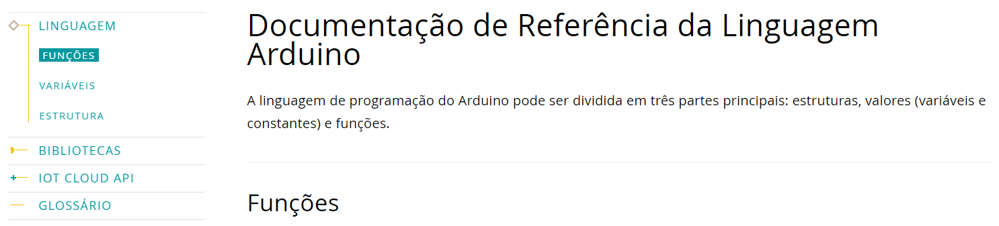 LINGUAGEM
FUNÇÕES
VARIÁVEIS
ESTRUTURA
BIBLIOTECAS
IOT CLOUD API
GLOSSÁRIO
Documentação de Referência da Linguagem
Arduino
A linguagem de programação do Arduino pode ser dividida em três partes principais: estruturas, valores (variáveis e
constantes) e funções.
Funções